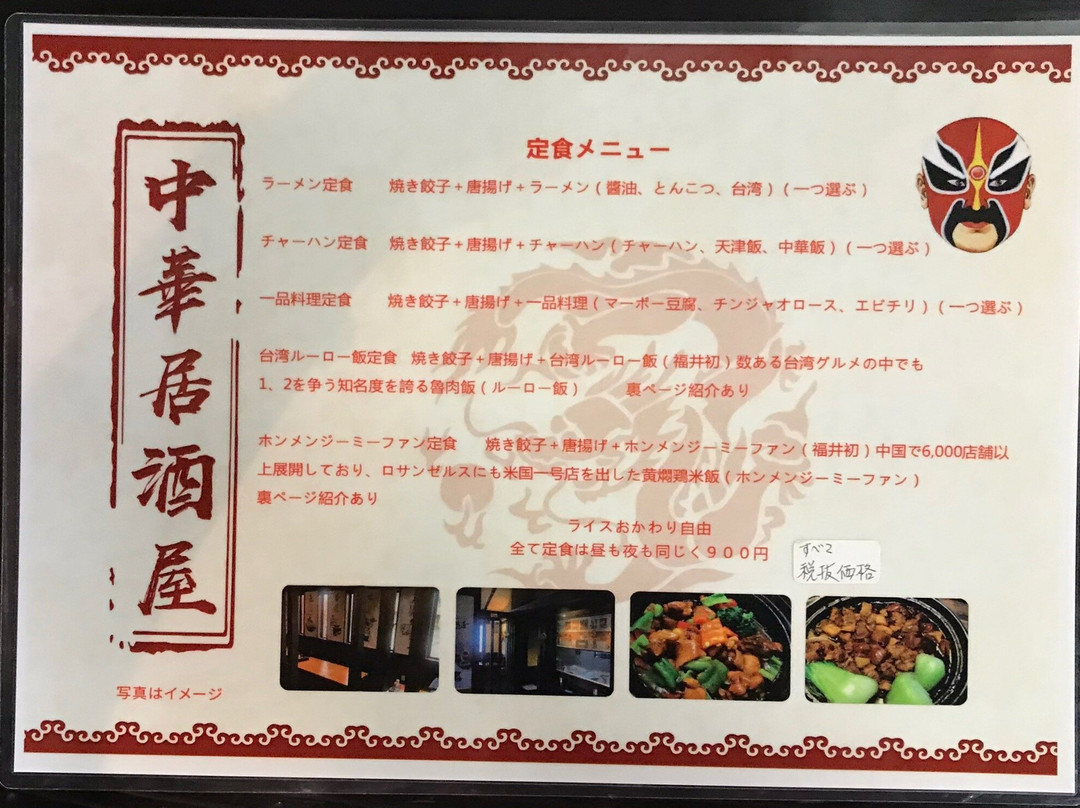 中華居酒屋
定食メニュー
ラーメン定食 焼き餃子＋唐揚げ＋ラーメン（醬油、とんこつ、台湾）（一つ選ぶ）
チャーハン定食 焼き餃子＋唐揚げ＋チャーハン（チャーハン、天津飯、中華飯）（一つ選ぶ）
一品料理定食 焼き餃子＋唐揚げ＋一品料理（マーボー豆腐、チンジャオロース、エビチリ）（一つ選ぶ）
台湾ルーロー飯定食 焼き餃子＋唐揚げ＋台湾ルーロー飯（福井初）数ある台湾グルメの中でも
1、2を争う知名度を誇る魯肉飯（ルーロー飯） 裏ページ紹介あり
ホンメンジーミーファン定食 焼き餃子＋唐揚げ＋ホンメンジーミーファン（福井初）中国で6,000店舗以
上展開しており、ロサンゼルスにも米国一号店を出した黄燜鶏米飯（ホンメンジーミーファン）
裏ページ紹介あり
ライスおかわり自由
全て定食は昼も夜も同じく９００円
すべて
税抜価格
写真はイメージ